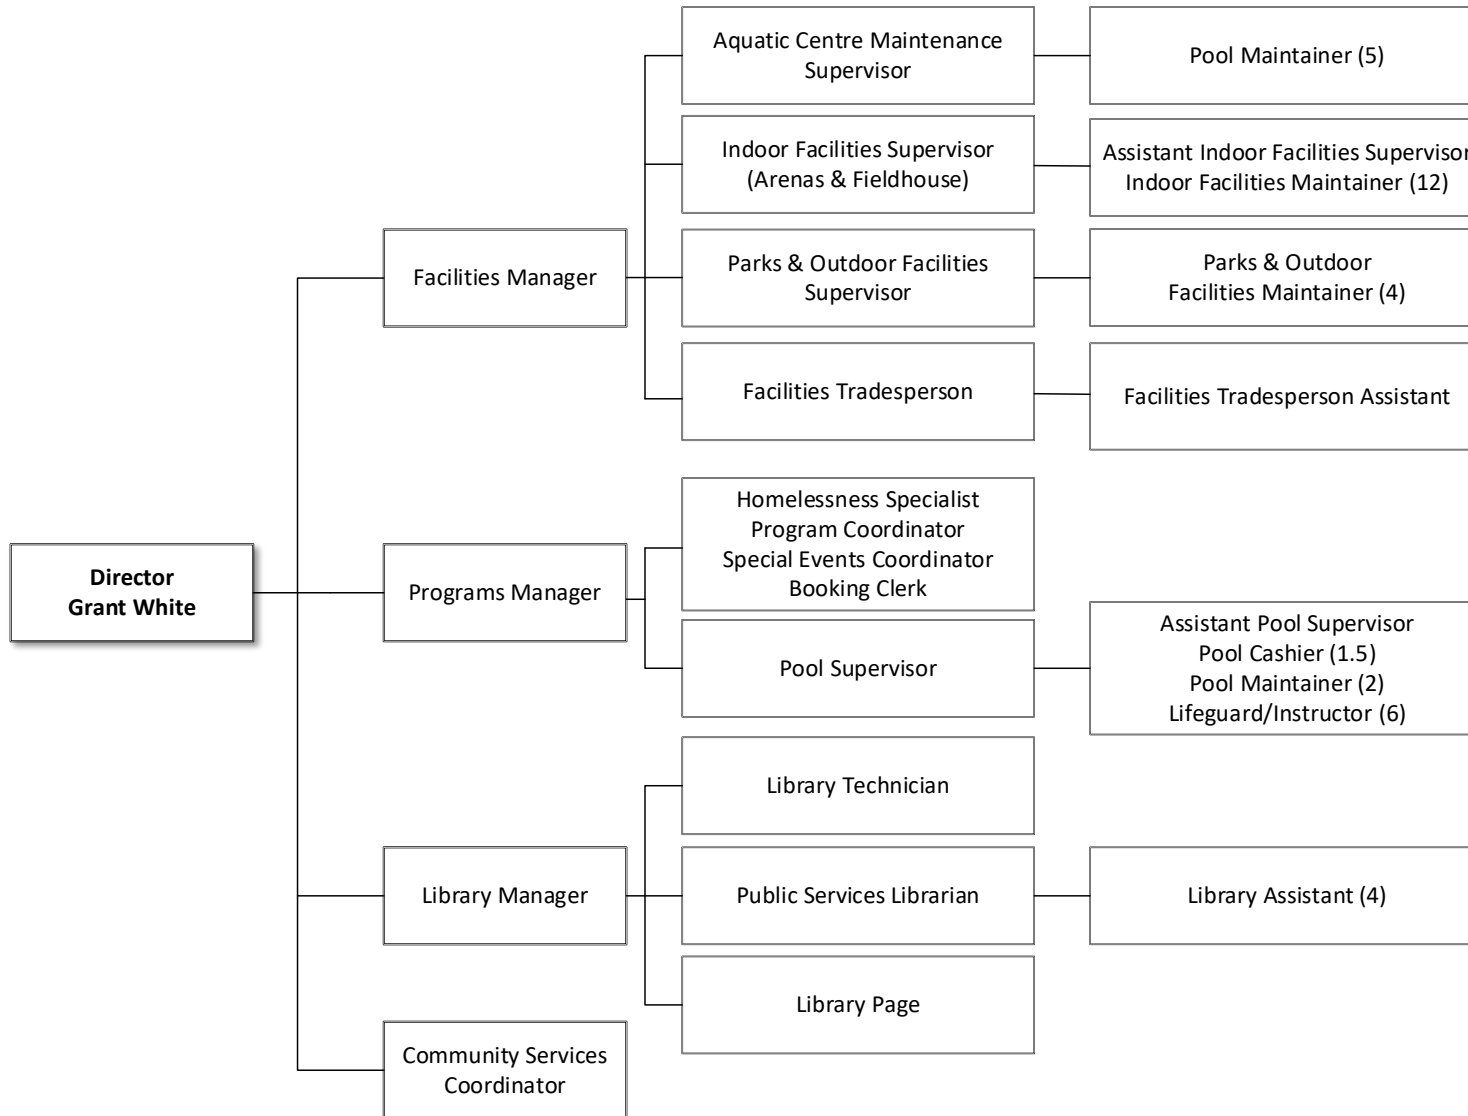 Aquatic Centre Maintenance
Supervisor
Pool Maintainer (5)
Indoor Facilities Supervisor
(Arenas & Fieldhouse)
Assistant Indoor Facilities Supervisor
Indoor Facilities Maintainer (12)
Facilities Manager
Parks & Outdoor Facilities
Supervisor
Parks & Outdoor
Facilities Maintainer (4)
Facilities Tradesperson
Facilities Tradesperson Assistant
Director
Grant White
Programs Manager
Homelessness Specialist
Program Coordinator
Special Events Coordinator
Booking Clerk
Pool Supervisor
Assistant Pool Supervisor
Pool Cashier (1.5)
Pool Maintainer (2)
Lifeguard/Instructor (6)
Library Manager
Library Technician
Public Services Librarian
Library Assistant (4)
Library Page
Community Services
Coordinator